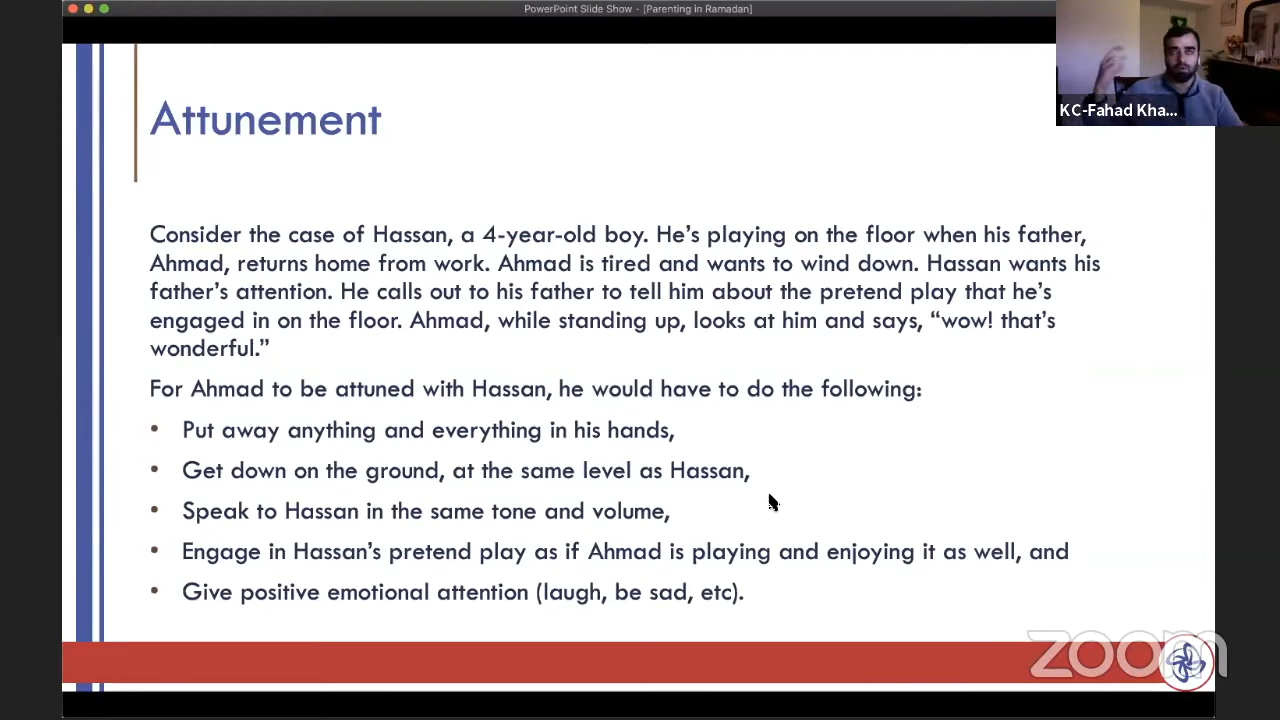 PowerPoint Slide Show - [Parenting in Ramadan]
KC-Fahad Kha...
Attunement
Consider the case of Hassan, a 4-year-old boy. He's playing on the floor when his father,
Ahmad, returns home from work. Ahmad is tired and wants to wind down. Hassan wants his
father's attention. He calls out to his father to tell him about the pretend play that he's
engaged in on the floor. Ahmad, while standing up, looks at him and says, "wow! that's
wonderful."
For Ahmad to be attuned with Hassan, he would have to do the following:
• Put away anything and everything in his hands,
• Get down on the ground, at the same level as Hassan,
• Speak to Hassan in the same tone and volume,
• Engage in Hassan's pretend play as if Ahmad is playing and enjoying it as well, and
• Give positive emotional attention (laugh, be sad, etc).
zoom